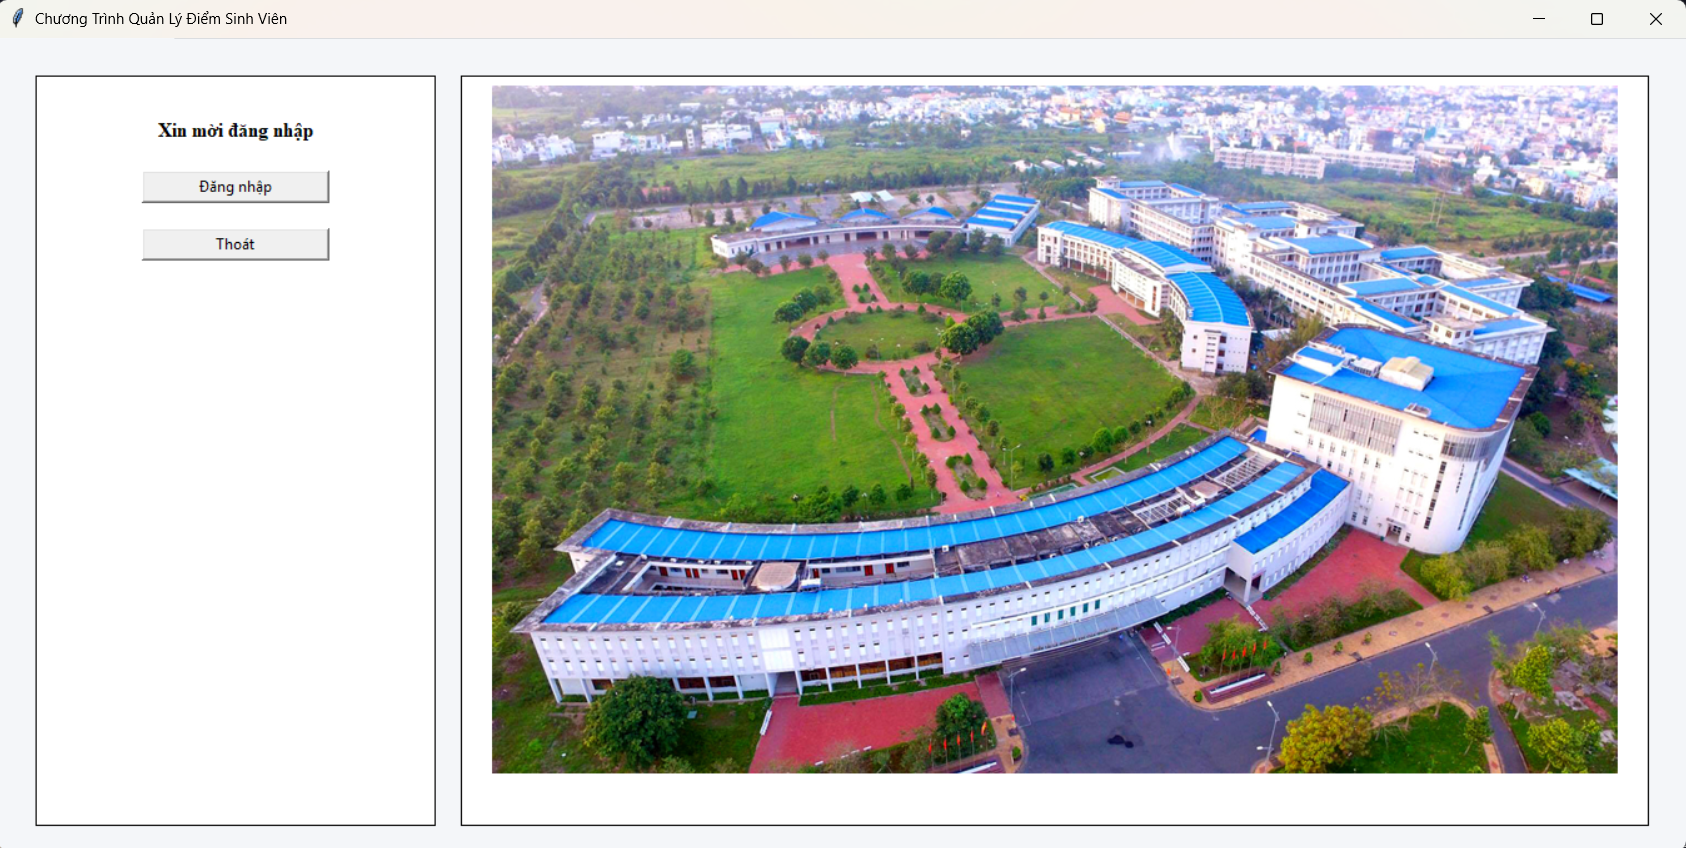 Chương Trình Quản Lý Điểm Sinh Viên
Xin mời đăng nhập
Đăng nhập
Thoát